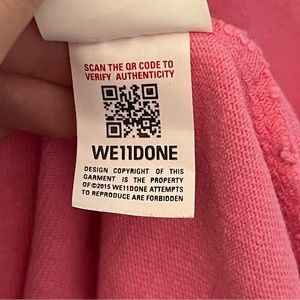 SCAN THE QR CODE TO
VERIFY AUTHENTICITY
WE11DONE
DESIGN COPYRIGHT OF THIS
GARMENT IS THE PROPERTY
OF©2015 WE11DONE ATTEMPTS
TO REPRODUCE ARE FORBIDDEN